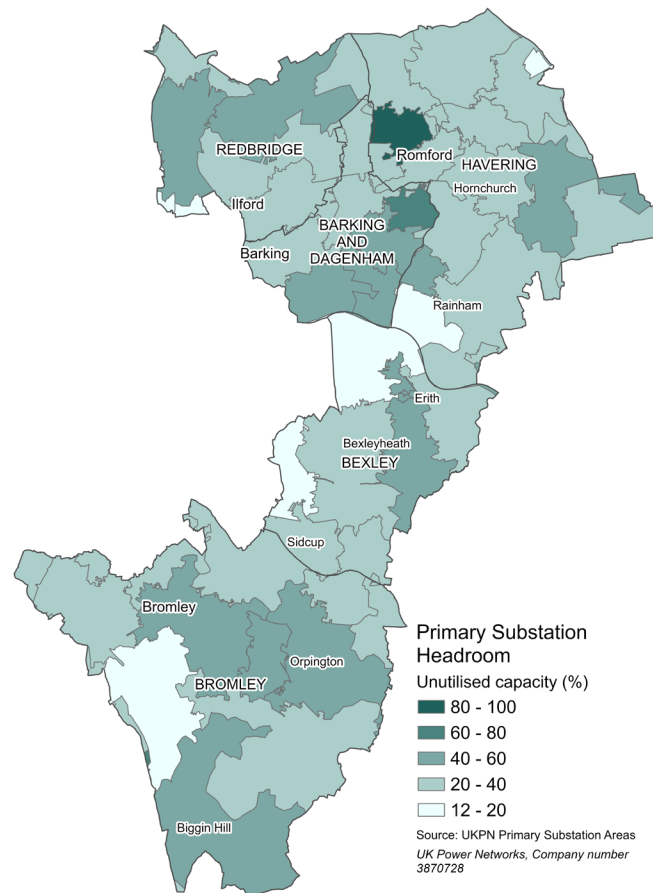 REDBRIDGE
Romford
HAVERING
Hornchurch
Ilford
BARKING
AND
DAGENHAM
Barking
Rainham
Erith
Bexleyheath
BEXLEY
Sidcup
Bromley
Orpington
BROMLEY
Biggin Hill
Primary Substation
Headroom
Unutilised capacity (%)
80 - 100
60 - 80
40 - 60
20 - 40
12 - 20
Source: UKPN Primary Substation Areas
UK Power Networks, Company number
3870728